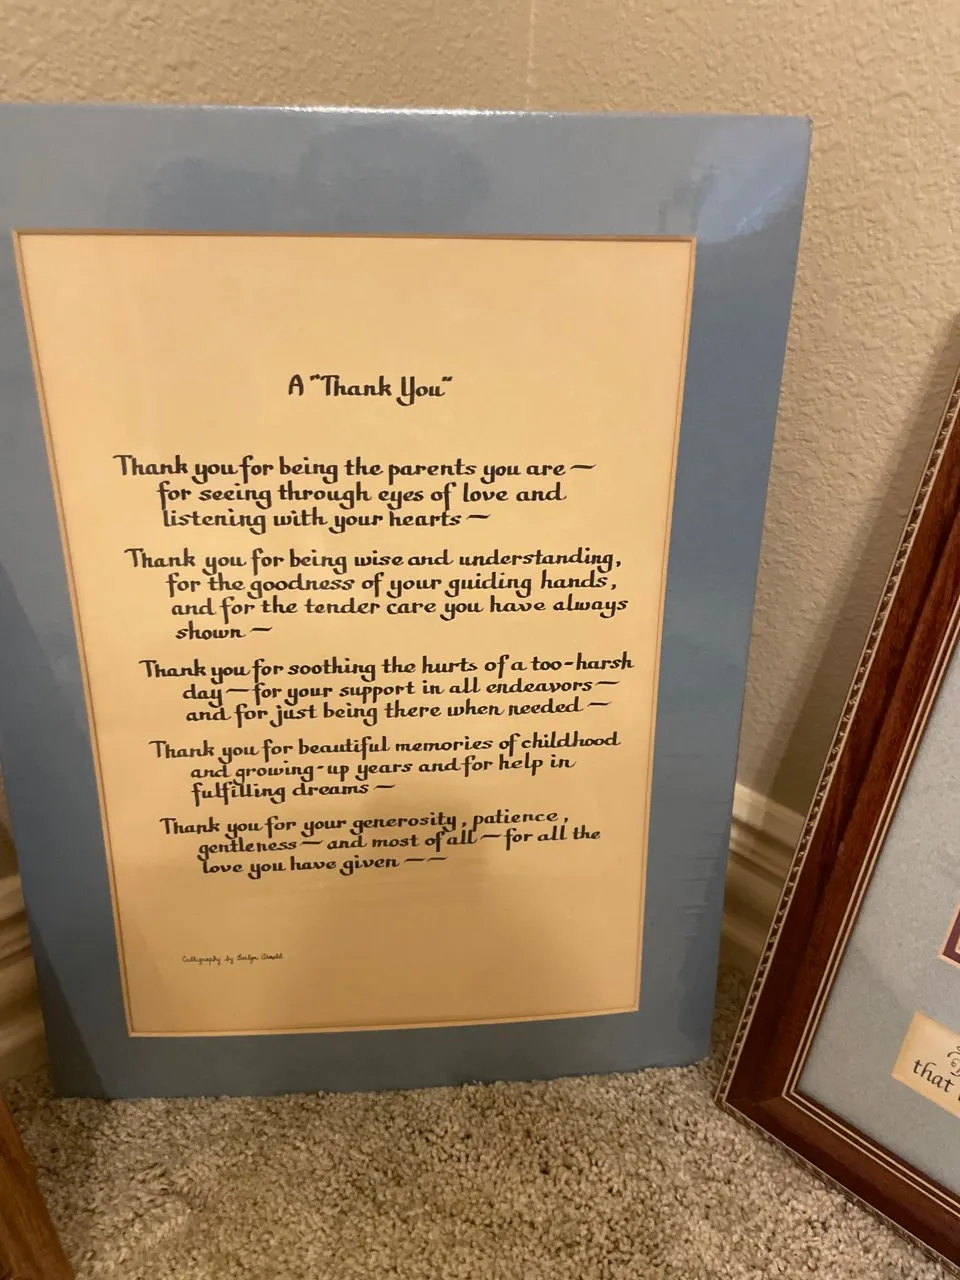 A "Thank You"
Thank you for being the parents you are —
for seeing through eyes of love and
listening with your hearts —
Thank you for being wise and understanding,
for the goodness of your guiding hands,
and for the tender care you have always
shown —
Thank you for soothing the hurts of a too-harsh
day — for your support in all endeavors —
and for just being there when needed —
Thank you for beautiful memories of childhood
and growing-up years and for help in
fulfilling dreams —
Thank you for your generosity, patience,
gentleness — and most of all — for all the
love you have given — —
Calligraphy by Evelyn Arnold
that